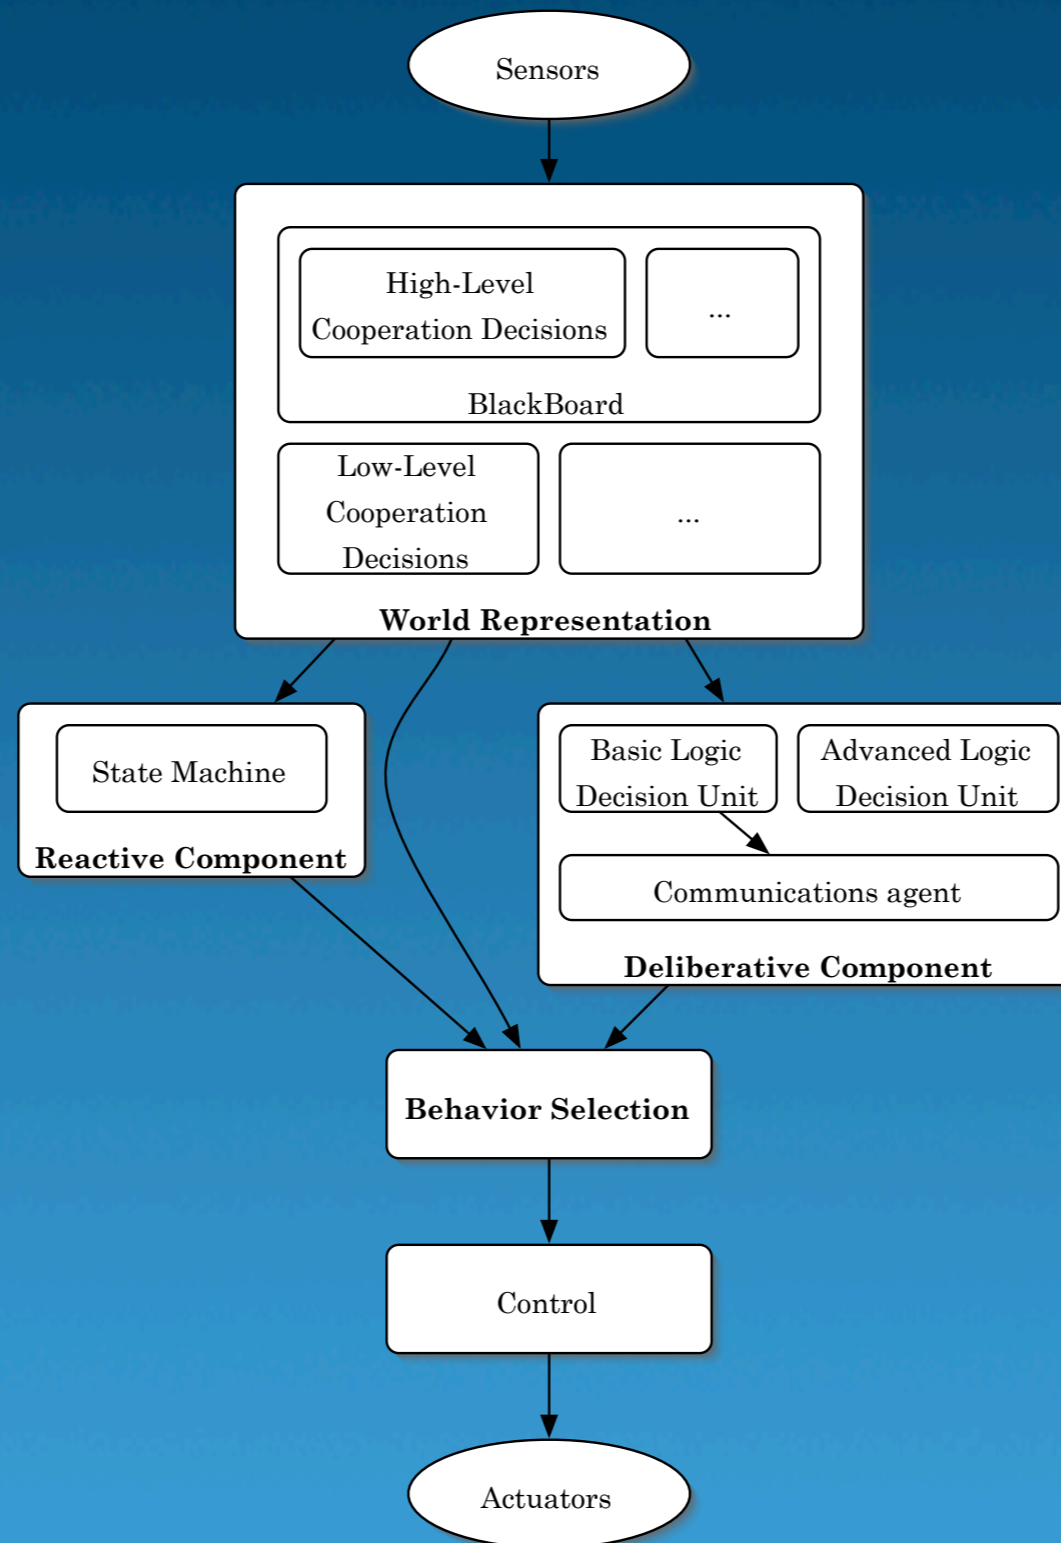 Sensors
High-Level
Cooperation Decisions
...
BlackBoard
Low-Level
Cooperation
Decisions
...
World Representation
State Machine
Reactive Component
Basic Logic
Decision Unit
Advanced Logic
Decision Unit
Communications agent
Deliberative Component
Behavior Selection
Control
Actuators